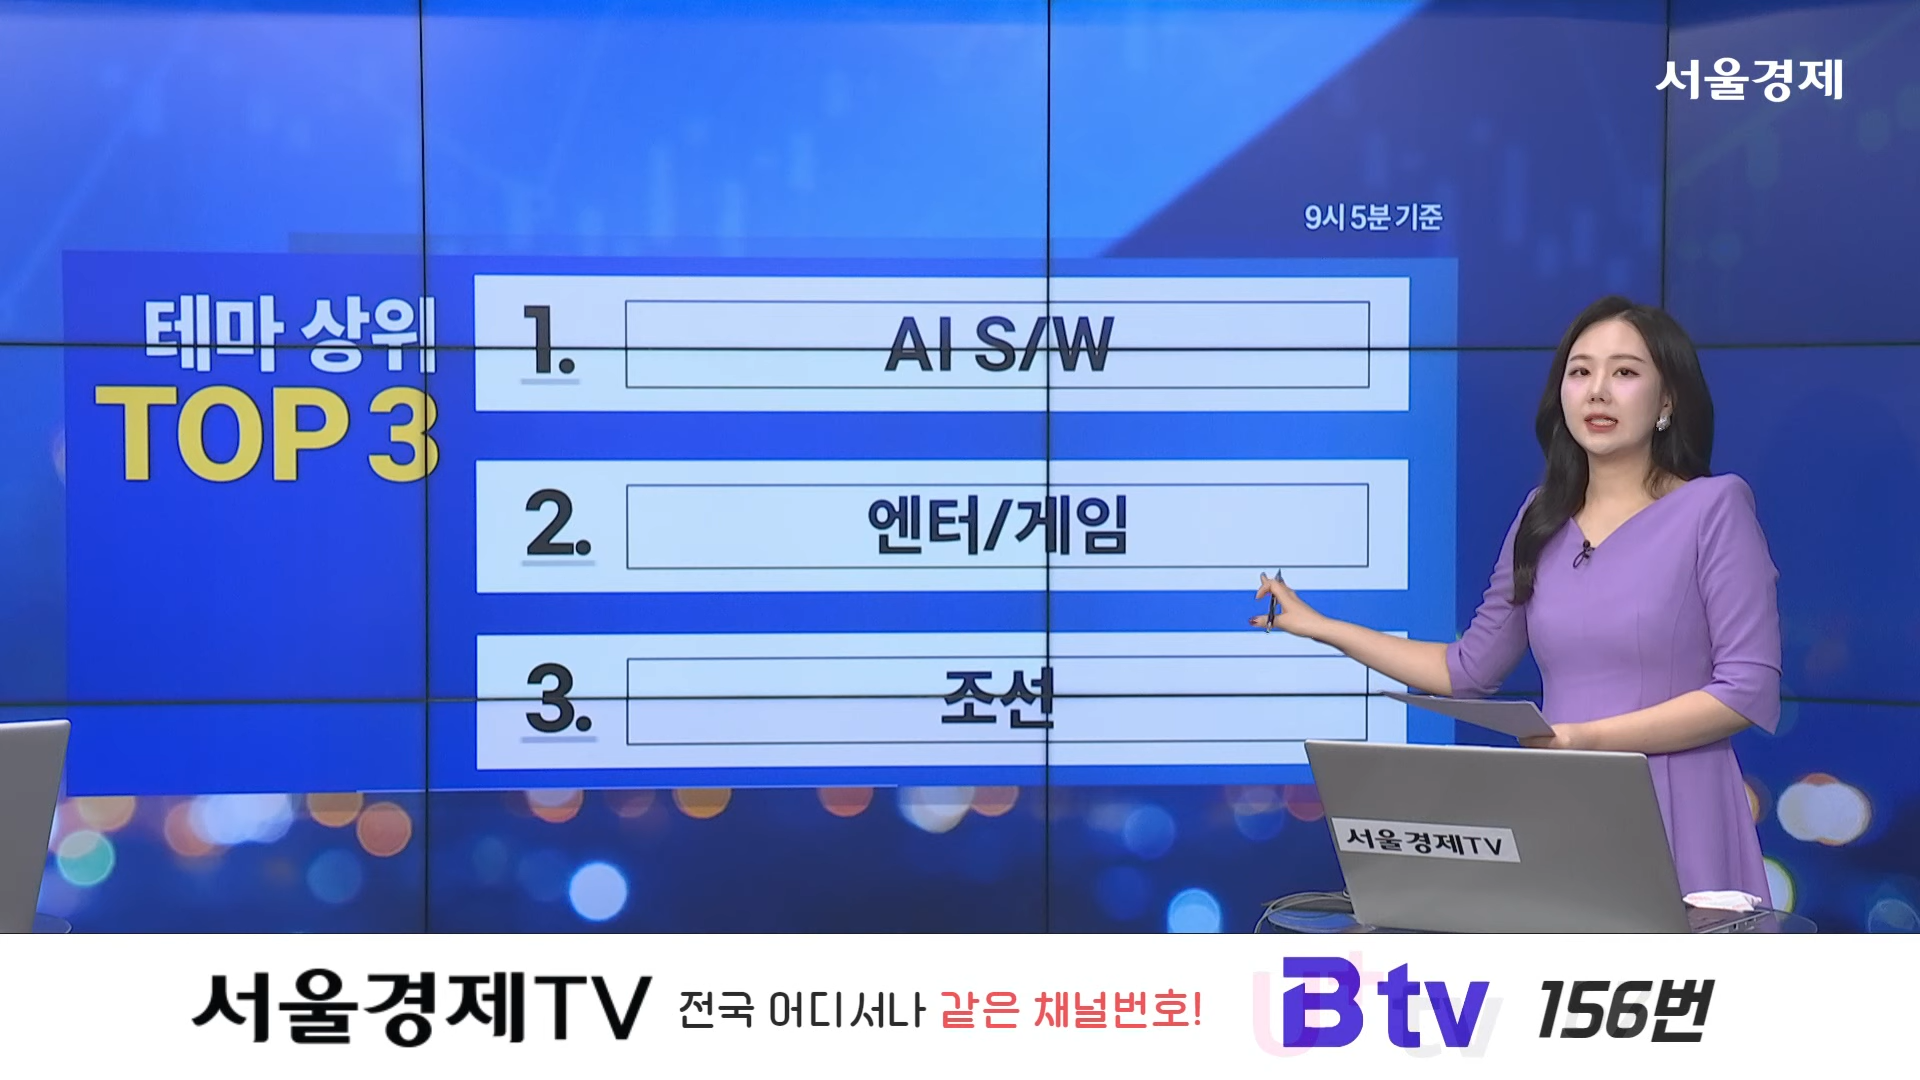 서울경제
9시 5분 기준
테마 상위
TOP 3
1. AI S/W
2. 엔터/게임
3. 조선
서울경제TV
서울경제TV 전국 어디서나 같은 채널번호! B tv 156번